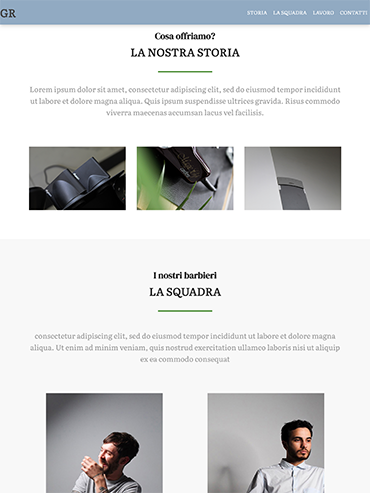 GR
STORIA LA SQUADRA LAVORO CONTATTI
Cosa offriamo?
LA NOSTRA STORIA
Lorem ipsum dolor sit amet, consectetur adipiscing elit, sed do eiusmod tempor incididunt
ut labore et dolore magna aliqua. Quis ipsum suspendisse ultrices gravida. Risus commodo
viverra maecenas accumsan lacus vel facilisis.
I nostri barbieri
LA SQUADRA
consectetur adipiscing elit, sed do eiusmod tempor incididunt ut labore et dolore magna
aliqua. Ut enim ad minim veniam, quis nostrud exercitation ullamco laboris nisi ut aliquip
ex ea commodo consequat